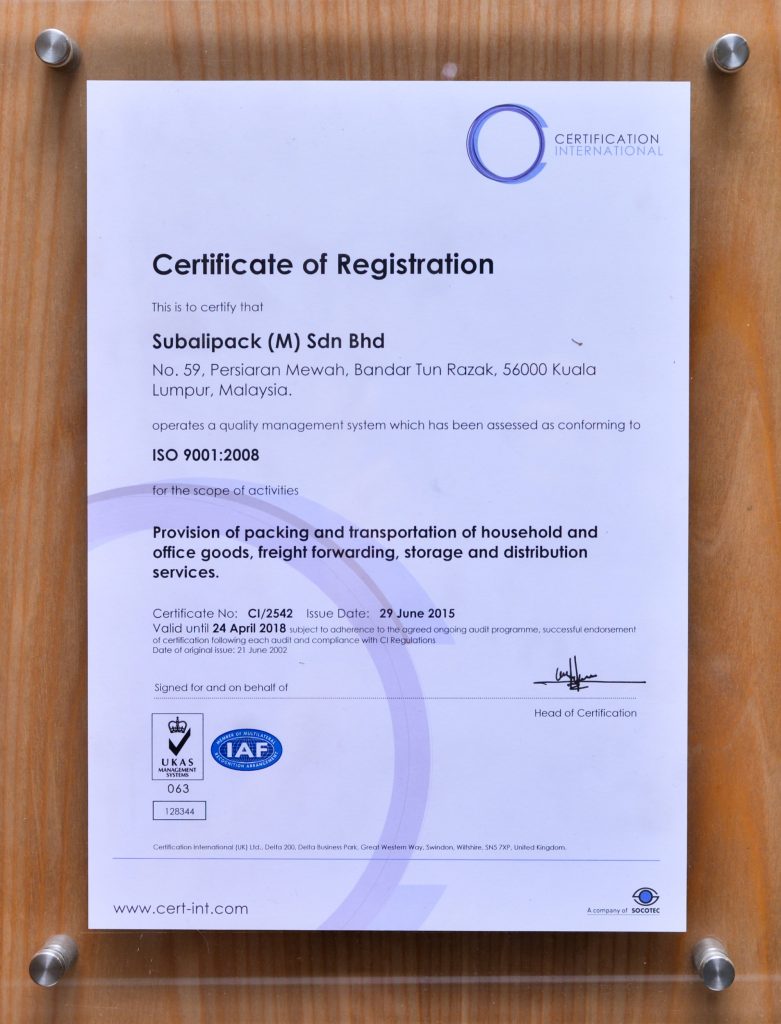 CERTIFICATION
INTERNATIONAL
Certificate of Registration
This is to certify that
Subalipack (M) Sdn Bhd
No. 59, Persiaran Mewah, Bandar Tun Razak, 56000 Kuala
Lumpur, Malaysia.
operates a quality management system which has been assessed as conforming to
ISO 9001:2008
for the scope of activities
Provision of packing and transportation of household and
office goods, freight forwarding, storage and distribution
services.
Certificate No: CI/2542 Issue Date: 29 June 2015
Valid until 24 April 2018 subject to adherence to the agreed ongoing audit programme, successful endorsement
of certification following each audit and compliance with CI Regulations
Date of original issue: 21 June 2002
Signed for and on behalf of
Head of Certification
UKAS
MANAGEMENT
SYSTEMS
063
MEMBER OF MULTILATERAL
IAF
RECOGNITION ARRANGEMENT
128344
Certification International (UK) Ltd., Delta 200, Delta Business Park, Great Western Way, Swindon, Wiltshire, SN5 7XP, United Kingdom.
www.cert-int.com
A company of SOCOTEC